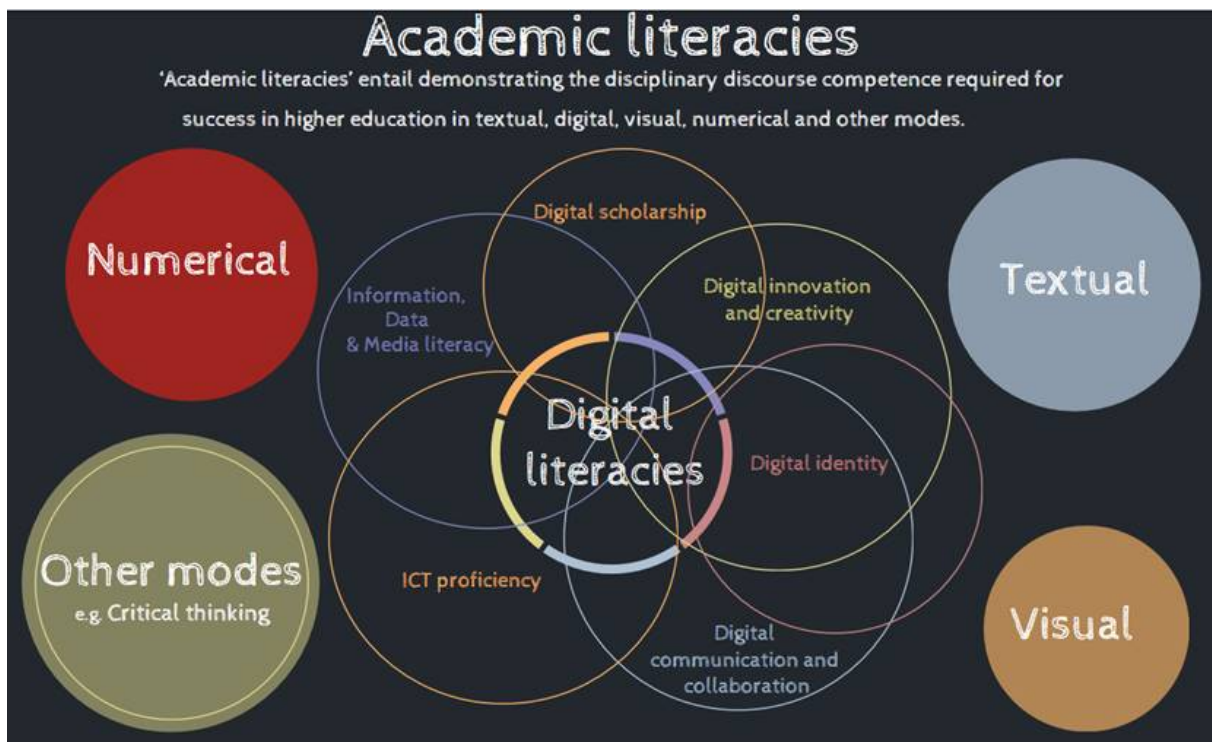 Academic literacies
‘Academic literacies’ entail demonstrating the disciplinary discourse competence required for
success in higher education in textual, digital, visual, numerical and other modes.
Numerical
Digital scholarship
Information,
Data
& Media literacy
Digital innovation
and creativity
Textual
Digital
literacies
Digital identity
Other modes
e.g. Critical thinking
ICT proficiency
Digital
communication and
collaboration
Visual